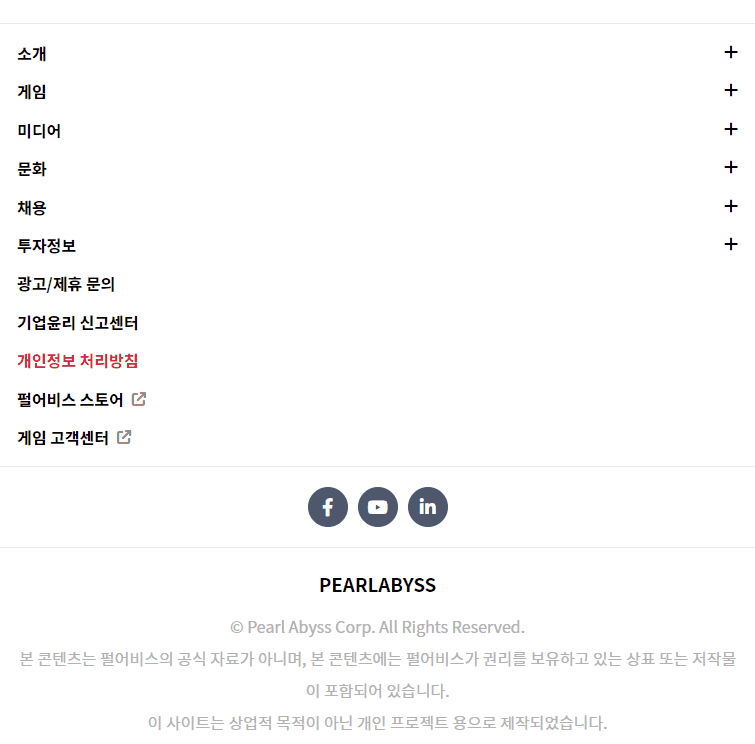 소개
게임
미디어
문화
채용
투자정보
광고/제휴 문의
기업윤리 신고센터
개인정보 처리방침
펄어비스 스토어
게임 고객센터
PEARLABYSS
© Pearl Abyss Corp. All Rights Reserved.
본 콘텐츠는 펄어비스의 공식 자료가 아니며, 본 콘텐츠에는 펄어비스가 권리를 보유하고 있는 상표 또는 저작물
이 포함되어 있습니다.
이 사이트는 상업적 목적이 아닌 개인 프로젝트 용으로 제작되었습니다.